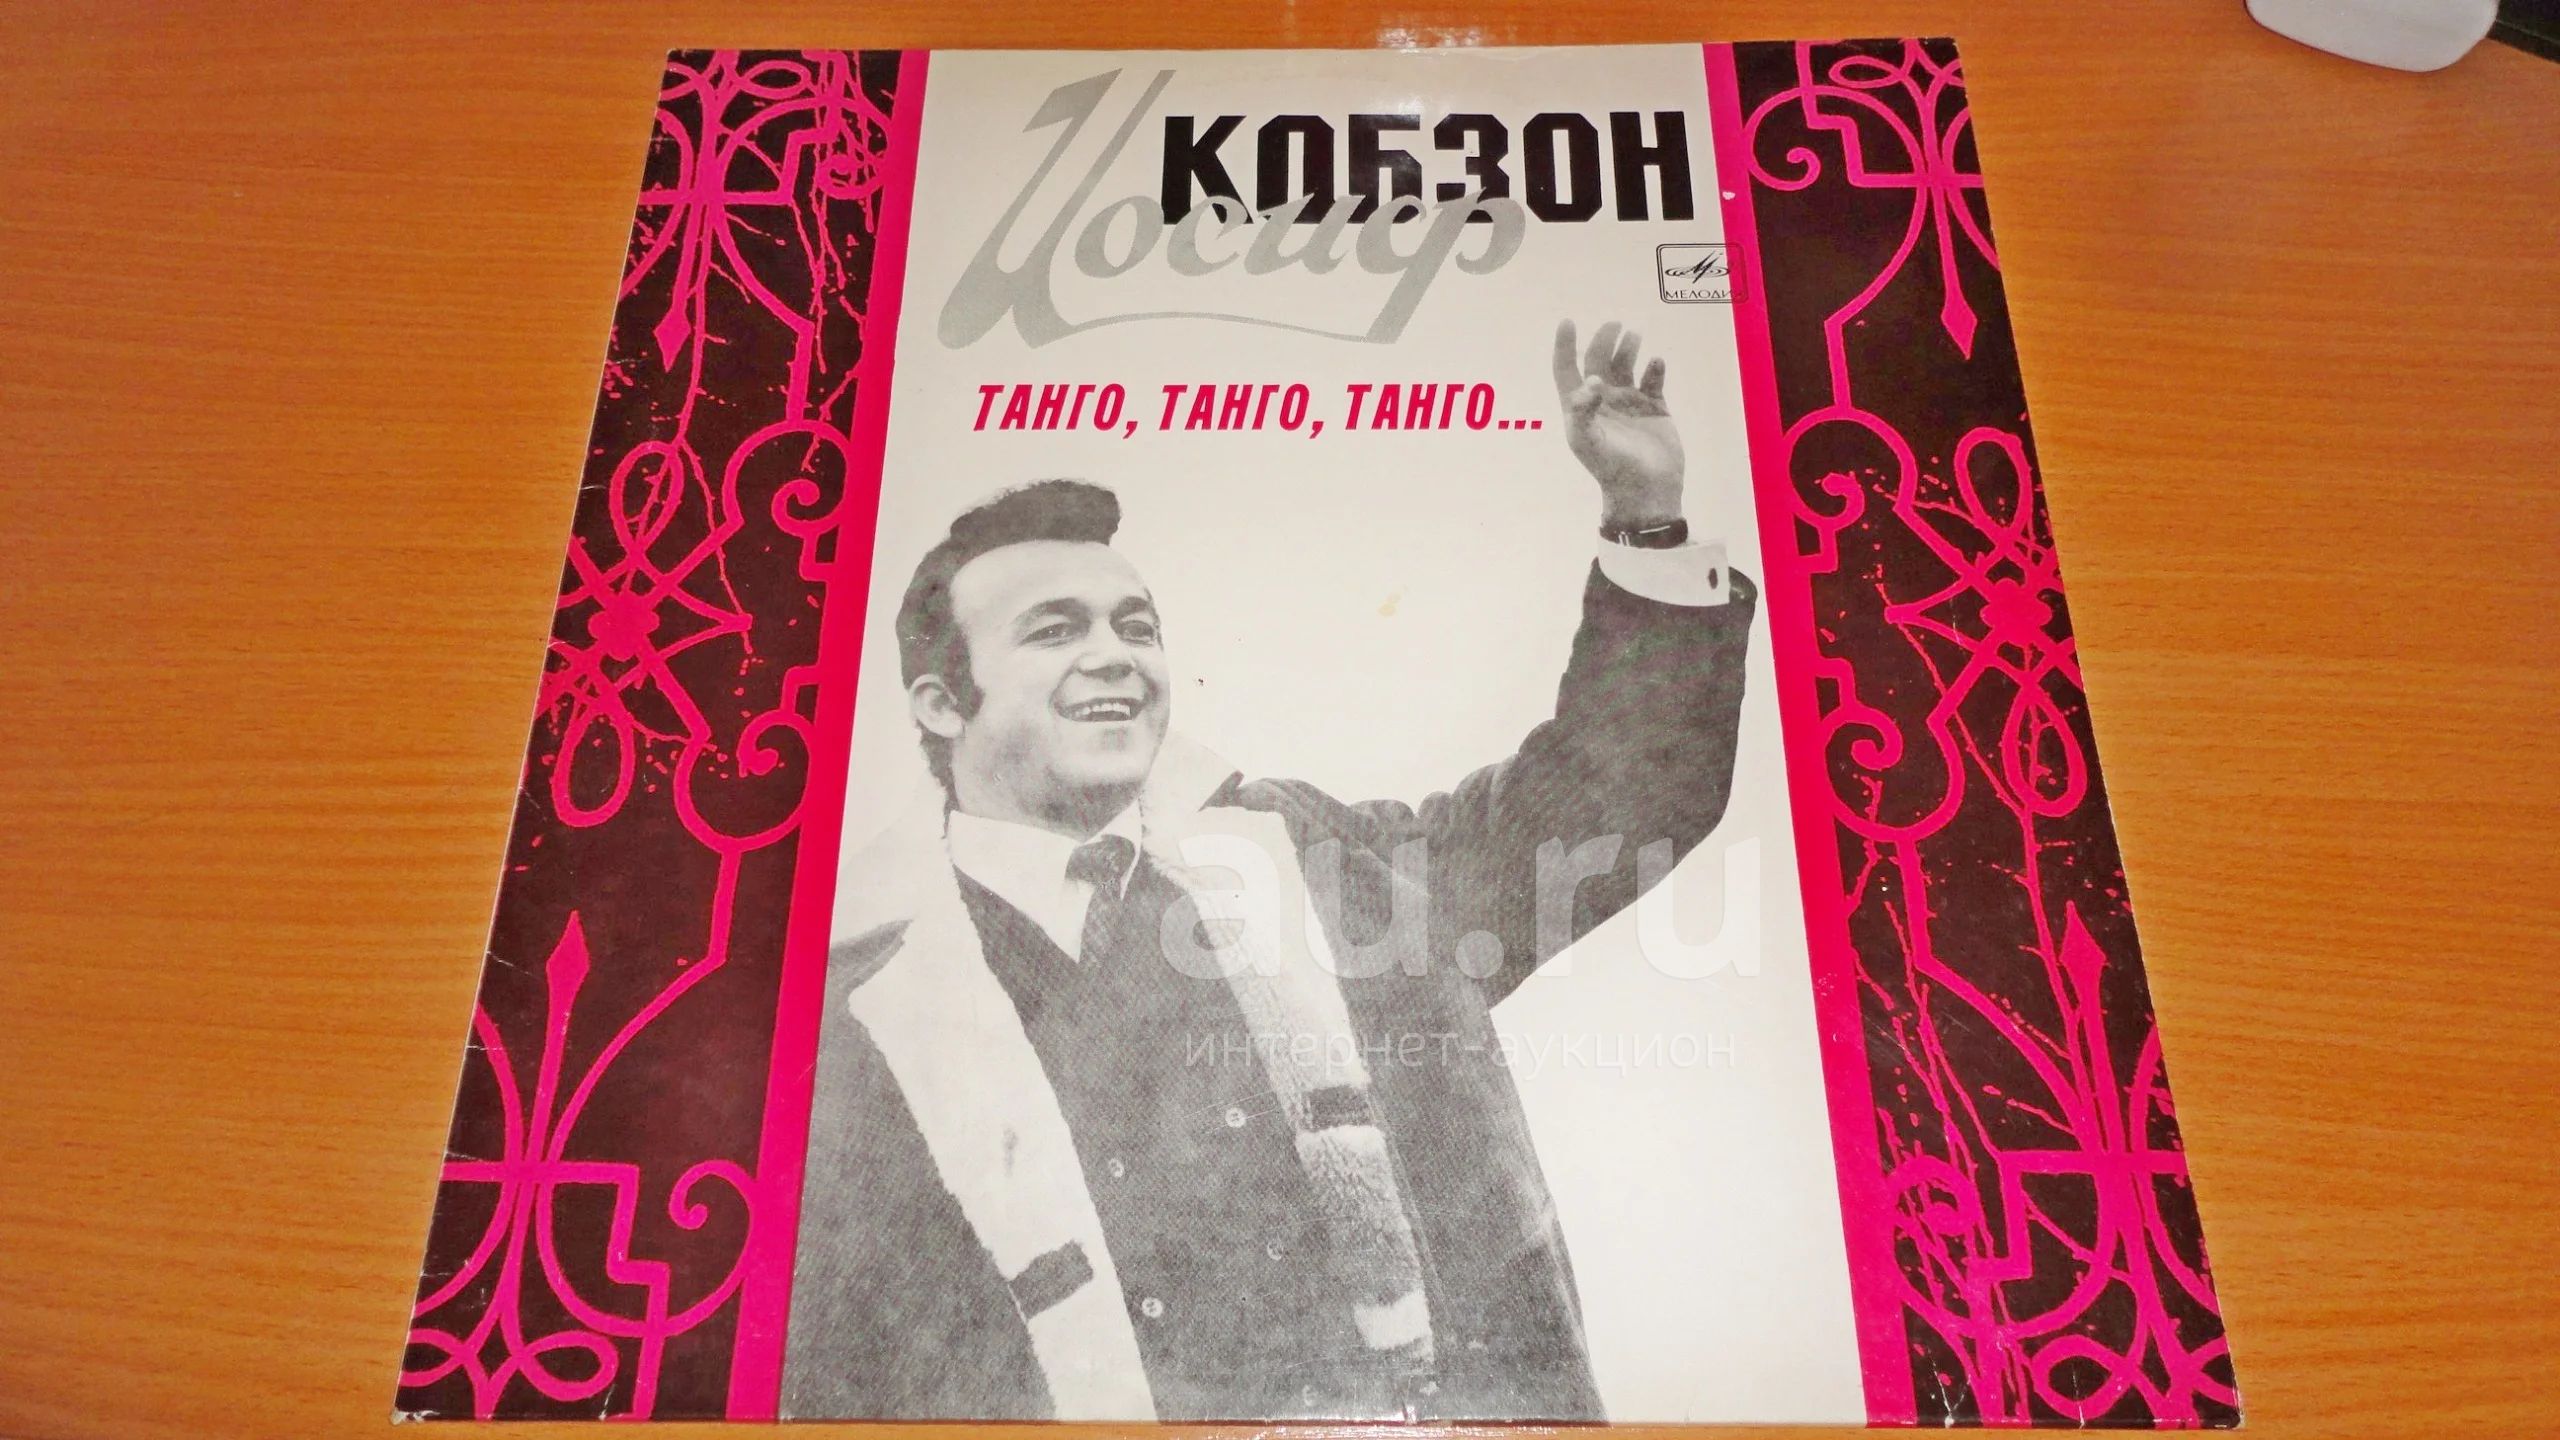 Иосиф КОБЗОН
МЕЛОДИЯ
ТАНГО, ТАНГО, ТАНГО...
au.ru
интернет-аукцион